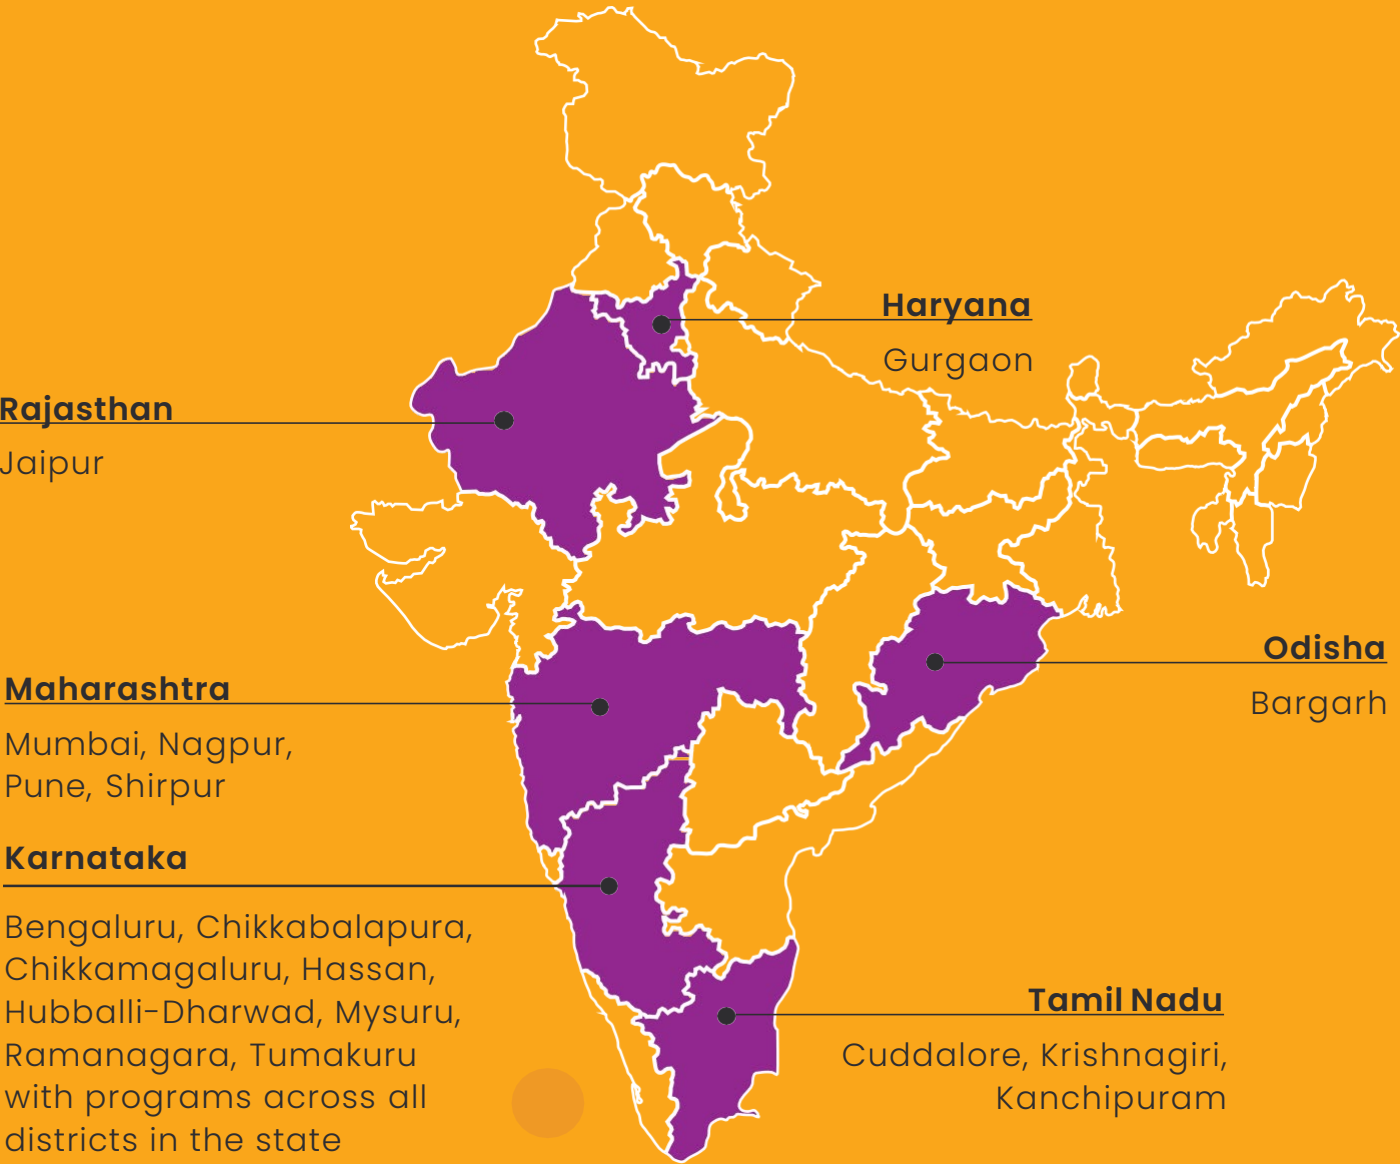 Haryana
Gurgaon
Rajasthan
Jaipur
Odisha
Bargarh
Maharashtra
Mumbai, Nagpur,
Pune, Shirpur
Karnataka
Bengaluru, Chikkabalapura,
Chikkamagaluru, Hassan,
Hubballi-Dharwad, Mysuru,
Ramanagara, Tumakuru
with programs across all
districts in the state
Tamil Nadu
Cuddalore, Krishnagiri,
Kanchipuram